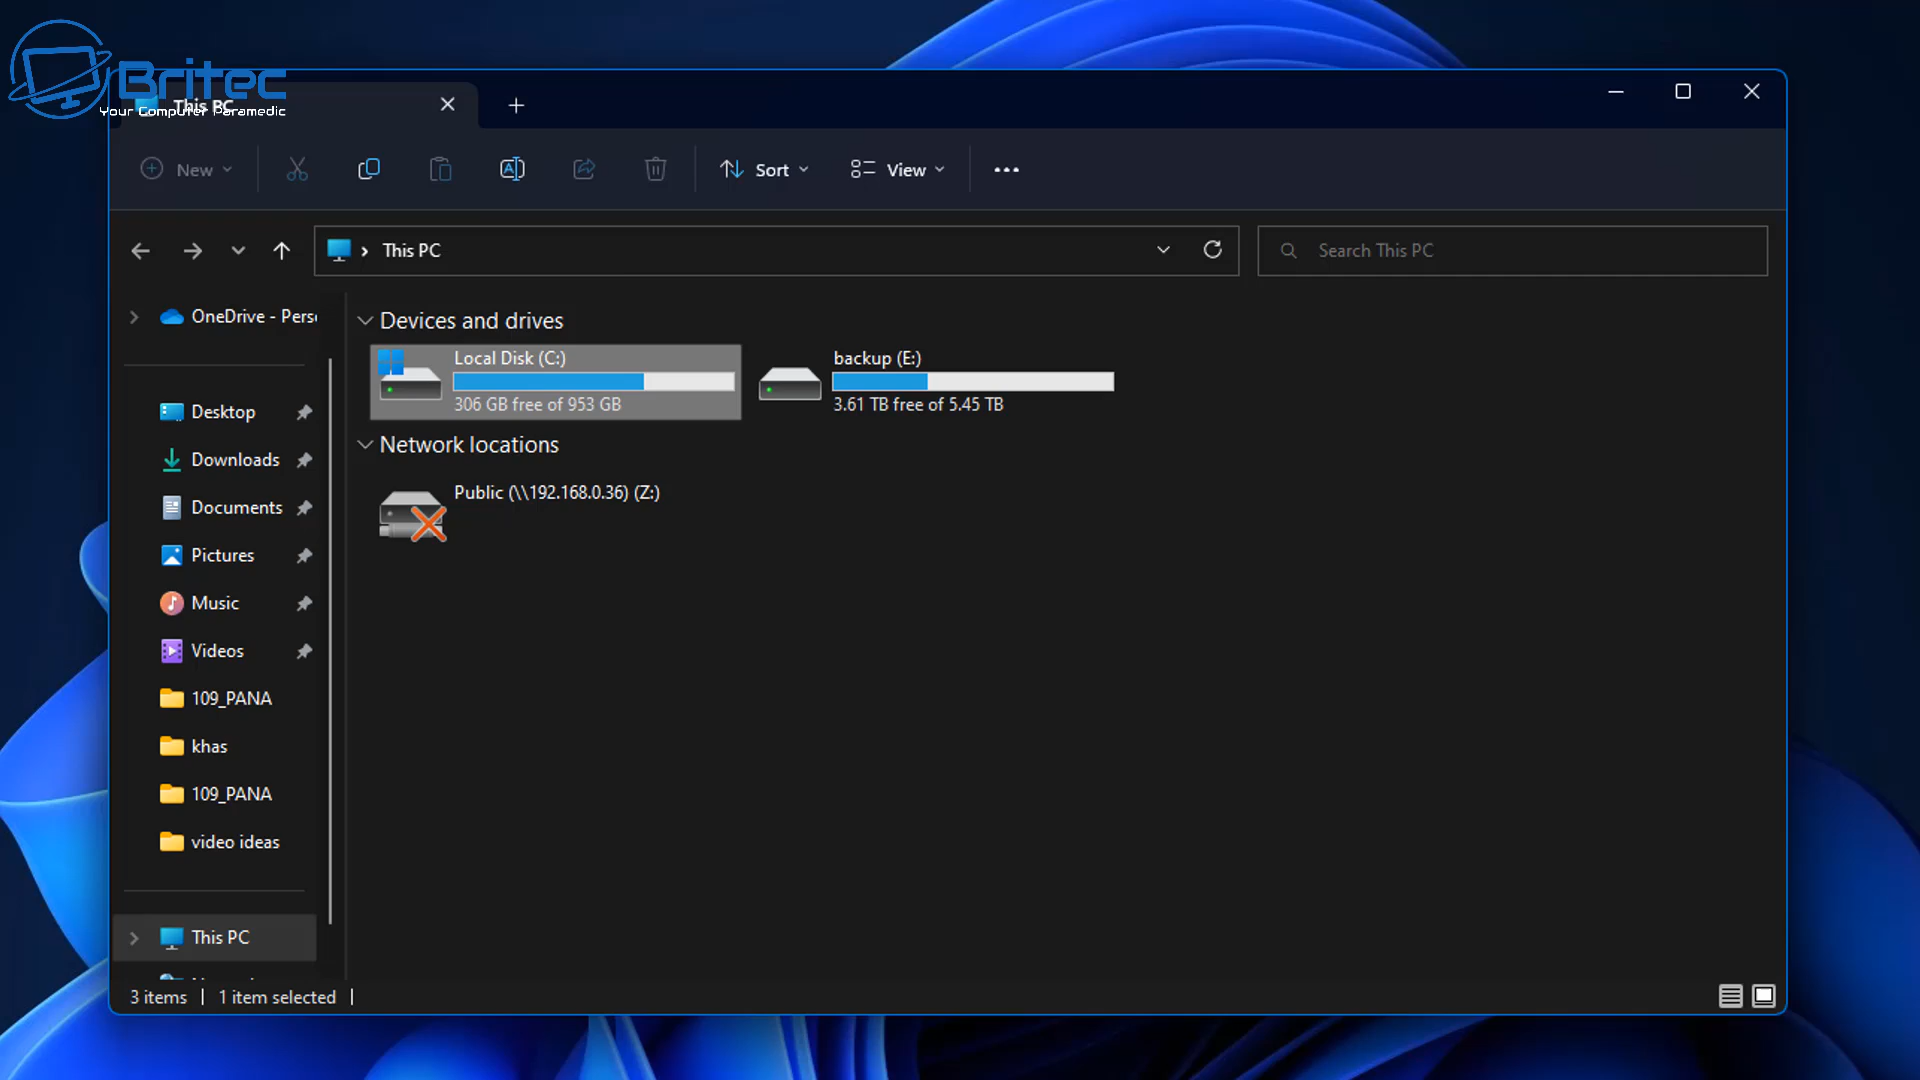 Britec
Your Computer Paramedic
This PC
New
Sort
View
This PC
Search This PC
OneDrive - Pers
Desktop
Downloads
Documents
Pictures
Music
Videos
109_PANA
khas
109_PANA
video ideas
This PC
Devices and drives
Local Disk (C:)
306 GB free of 953 GB
backup (E:)
3.61 TB free of 5.45 TB
Network locations
Public (\\192.168.0.36) (Z:)
3 items
1 item selected